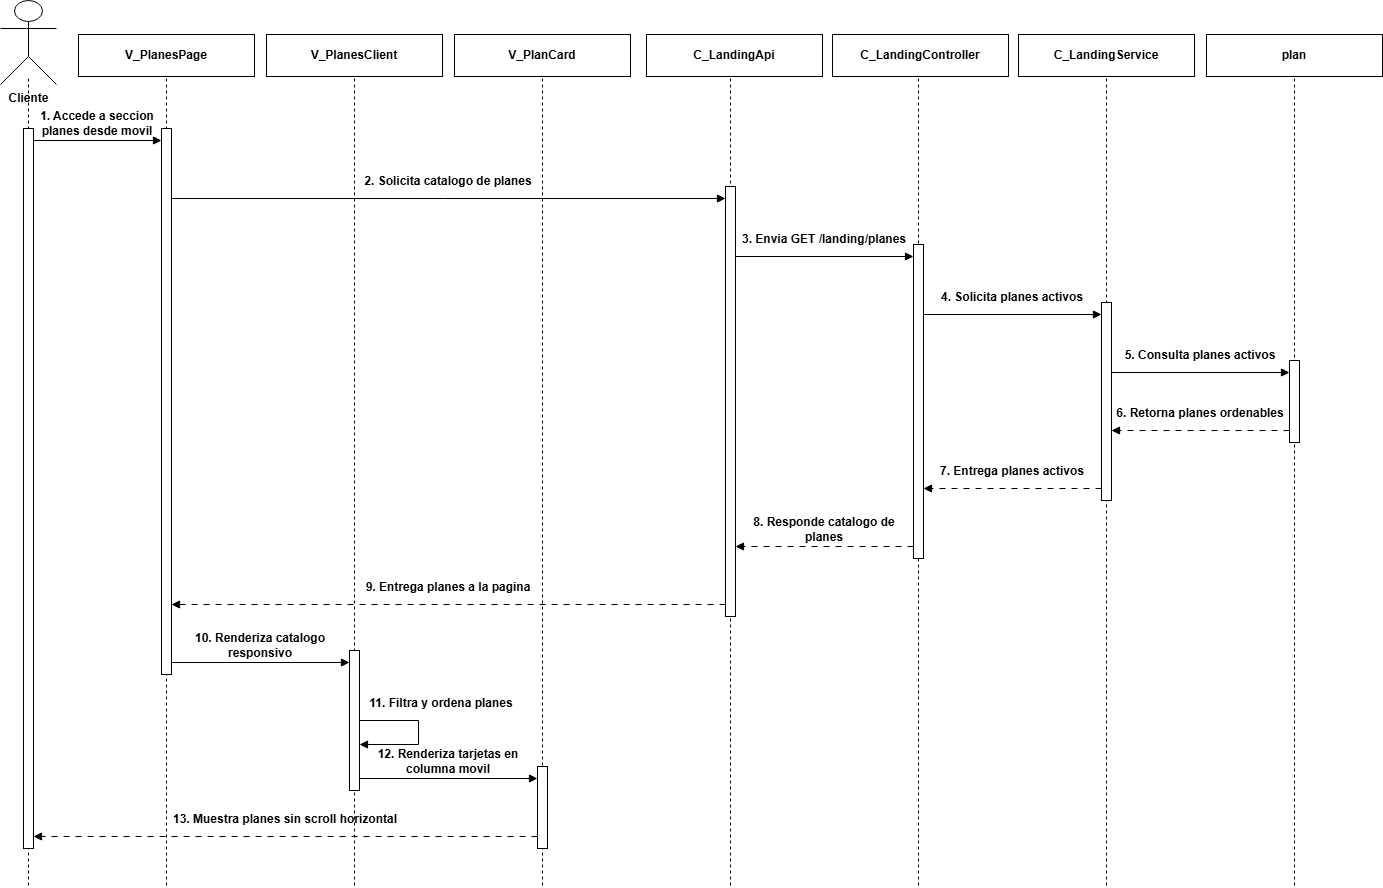 V_PlanesPage
V_PlanesClient
V_PlanCard
C_LandingApi
C_LandingController
C_LandingService
plan
Cliente
1. Accede a seccion
planes desde movil
2. Solicita catalogo de planes
3. Envia GET /landing/planes
4. Solicita planes activos
5. Consulta planes activos
6. Retorna planes ordenables
7. Entrega planes activos
8. Responde catalogo de
planes
9. Entrega planes a la pagina
10. Renderiza catalogo
responsivo
11. Filtra y ordena planes
12. Renderiza tarjetas en
columna movil
13. Muestra planes sin scroll horizontal